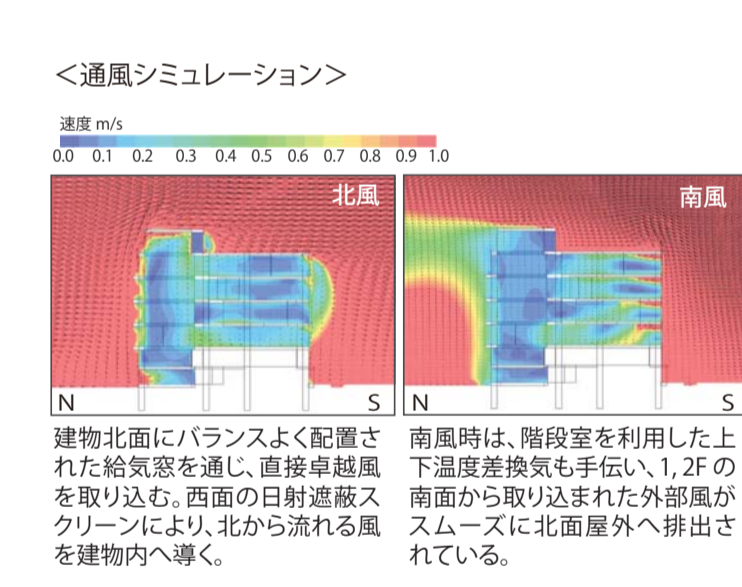 ＜通風シミュレーション＞
速度 m/s
0.0 0.1 0.2 0.3 0.4 0.5 0.6 0.7 0.8 0.9 1.0
北風
N S
建物北面にバランスよく配置さ
れた給気窓を通じ、直接卓越風
を取り込む。西面の日射遮蔽ス
クリーンにより、北から流れる風
を建物内へ導く。
南風
N S
南風時は、階段室を利用した上
下温度差換気も手伝い、1, 2F の
南面から取り込まれた外部風が
スムーズに北面屋外へ排出さ
れている。